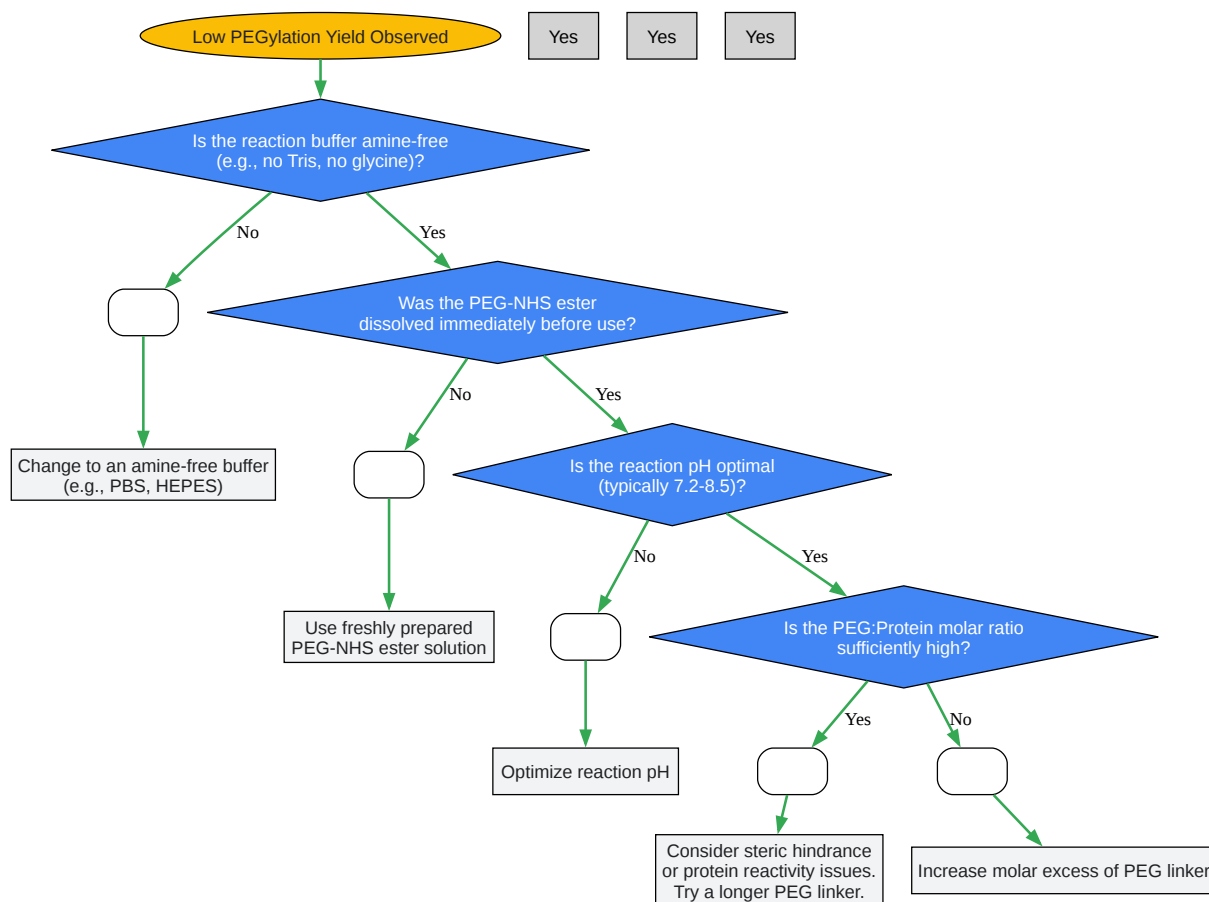 Low PEGylation Yield Observed
Yes
Yes
Yes
Is the reaction buffer amine-free
(e.g., no Tris, no glycine)?
No
Yes
Was the PEG-NHS ester
dissolved immediately before use?
No
Yes
Change to an amine-free buffer
(e.g., PBS, HEPES)
Is the reaction pH optimal
(typically 7.2-8.5)?
No
Yes
Use freshly prepared
PEG-NHS ester solution
Is the PEG:Protein molar ratio
sufficiently high?
Yes
No
Optimize reaction pH
Consider steric hindrance
or protein reactivity issues.
Try a longer PEG linker.
Increase molar excess of PEG linker